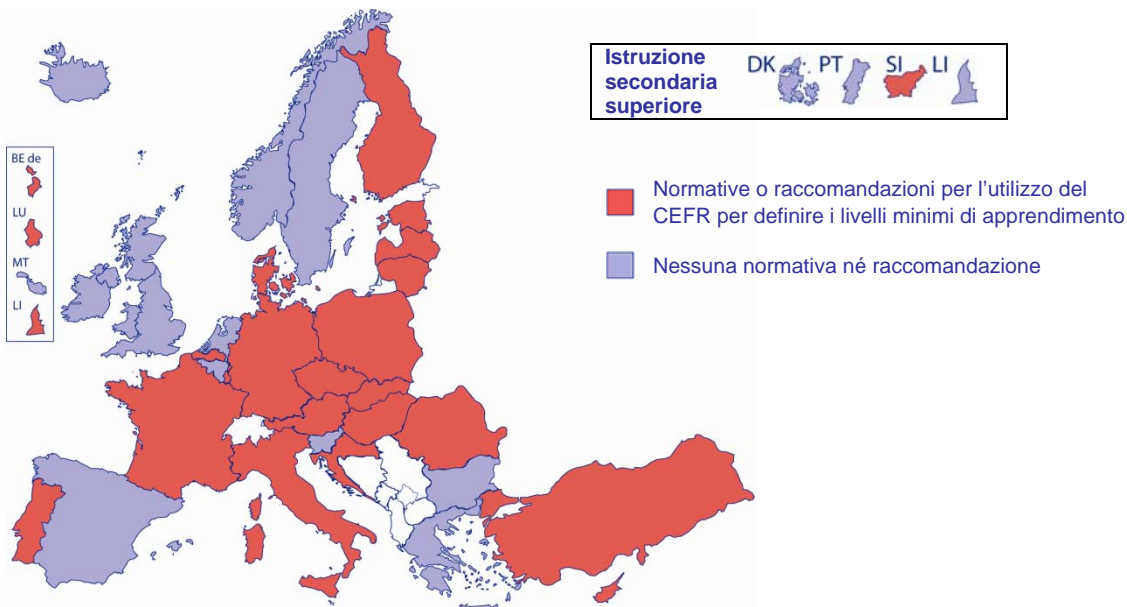 Istruzione
secondaria
superiore
DK PT SI LI
BE de
LU
MT
LI
Normative o raccomandazioni per l'utilizzo del
CEFR per definire i livelli minimi di apprendimento
Nessuna normativa né raccomandazione